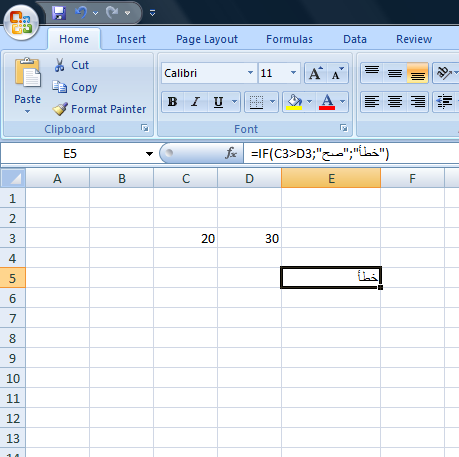 Home Insert Page Layout Formulas Data Review
Paste
Cut
Copy
Format Painter
Clipboard
Calibri 11
B I U A
Font
E5 fx =IF(C3>D3;"صح";"خطأ")
A B C D E F
1
2
3 20 30
4
5 خطأ
6
7
8
9
10
11
12
13